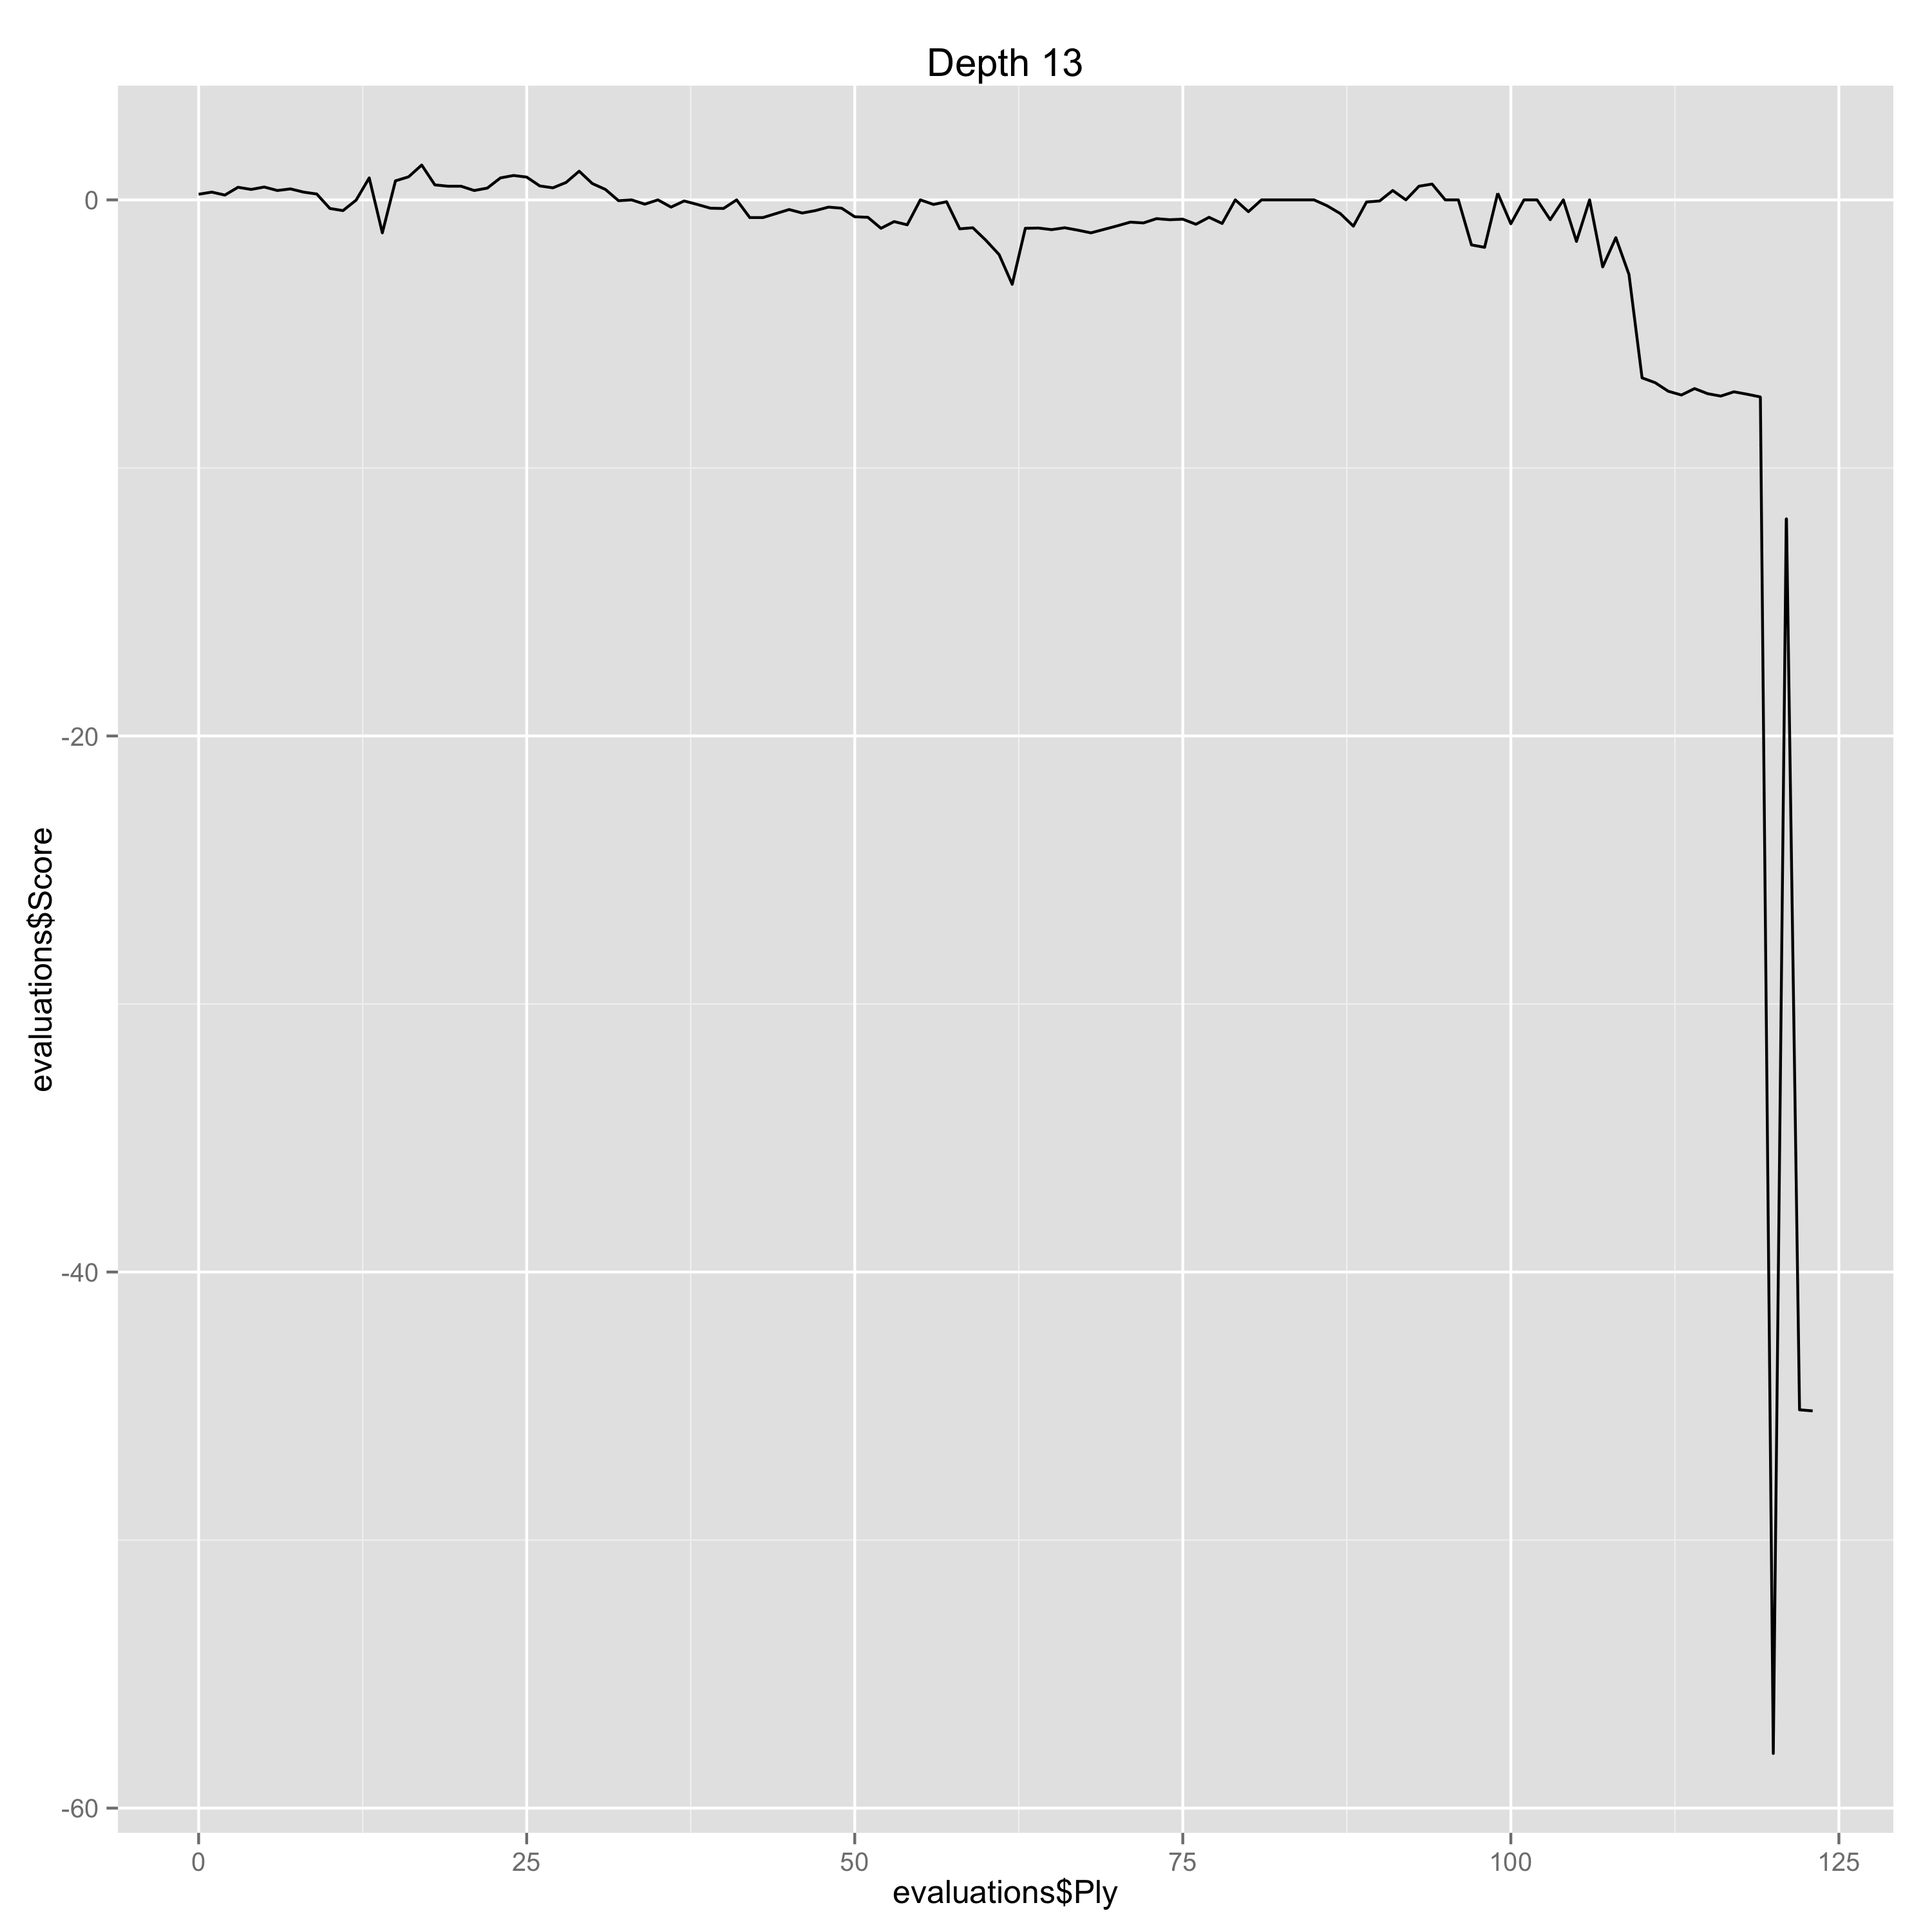 Depth 13
0
-20
-40
-60
evaluations$Score
0 25 50 75 100 125
evaluations$Ply